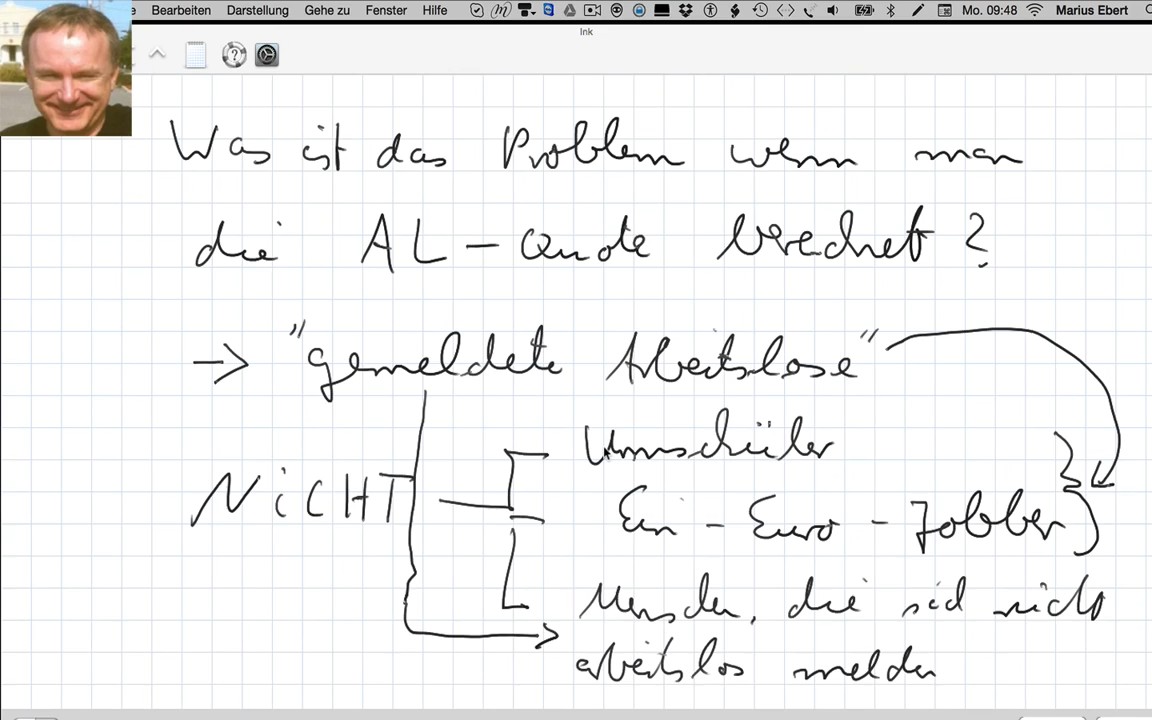 Bearbeiten Darstellung Gehe zu Fenster Hilfe Mo. 09:48 Marius Ebert
Ink
Was ist das Problem wenn man
die AL-Quote berechnet?
→ "gemeldete Arbeitslose"
Umschüler
NICHT
Ein-Euro-Jobber
Menschen, die sich nicht
arbeitslos melden